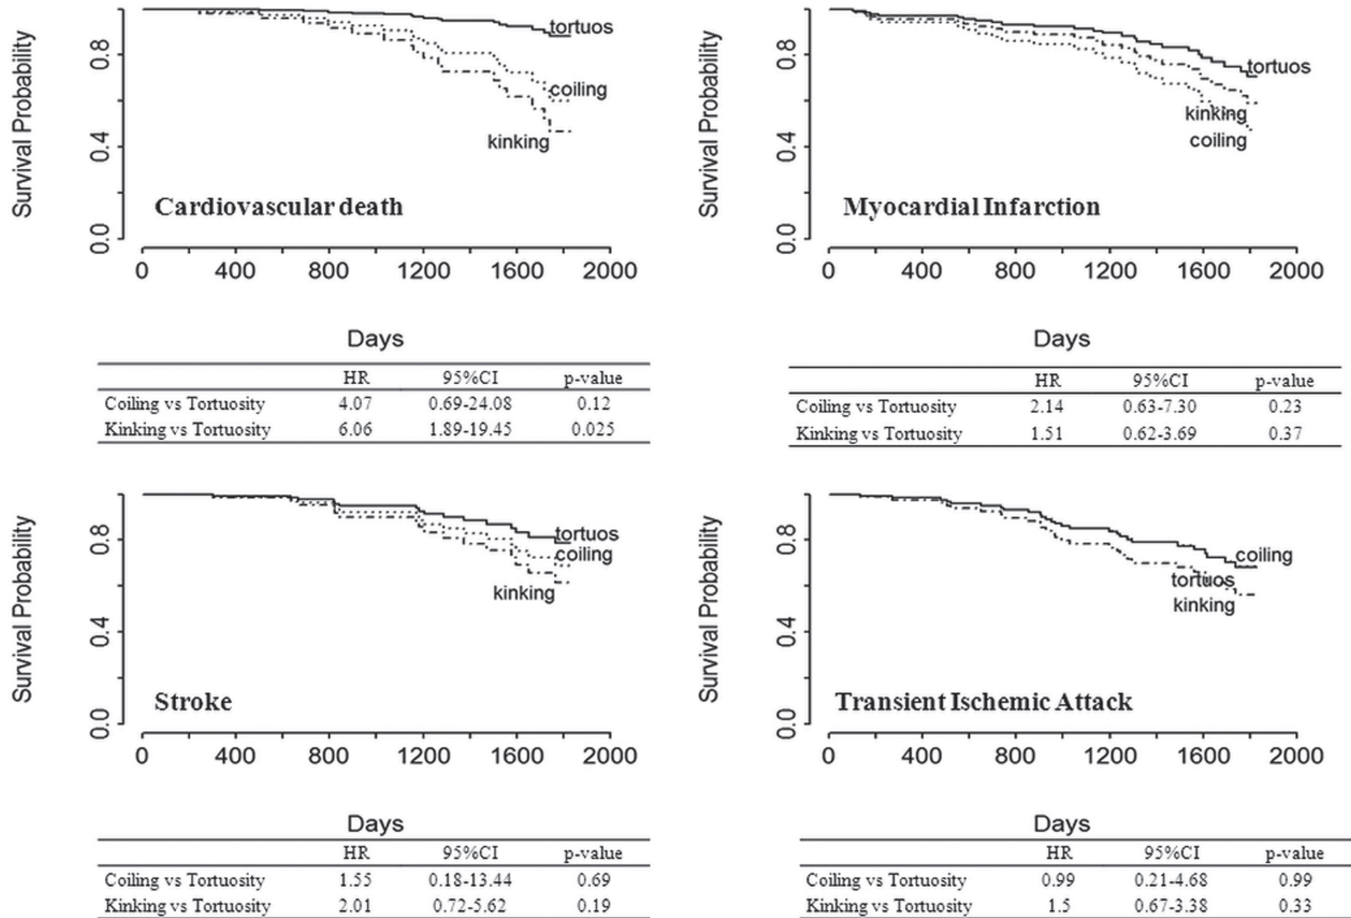 Survival Probability
0.8
0.4
0.0
tortuos
coiling
kinking
Cardiovascular death
0 400 800 1200 1600 2000
Days
HR 95%CI p-value
Coiling vs Tortuosity 4.07 0.69-24.08 0.12
Kinking vs Tortuosity 6.06 1.89-19.45 0.025
Survival Probability
0.8
0.4
0.0
tortuos
kinking
coiling
Myocardial Infarction
0 400 800 1200 1600 2000
Days
HR 95%CI p-value
Coiling vs Tortuosity 2.14 0.63-7.30 0.23
Kinking vs Tortuosity 1.51 0.62-3.69 0.37
Survival Probability
0.8
0.4
0.0
tortuos
coiling
kinking
Stroke
0 400 800 1200 1600 2000
Days
HR 95%CI p-value
Coiling vs Tortuosity 1.55 0.18-13.44 0.69
Kinking vs Tortuosity 2.01 0.72-5.62 0.19
Survival Probability
0.8
0.4
0.0
coiling
tortuos
kinking
Transient Ischemic Attack
0 400 800 1200 1600 2000
Days
HR 95%CI p-value
Coiling vs Tortuosity 0.99 0.21-4.68 0.99
Kinking vs Tortuosity 1.5 0.67-3.38 0.33